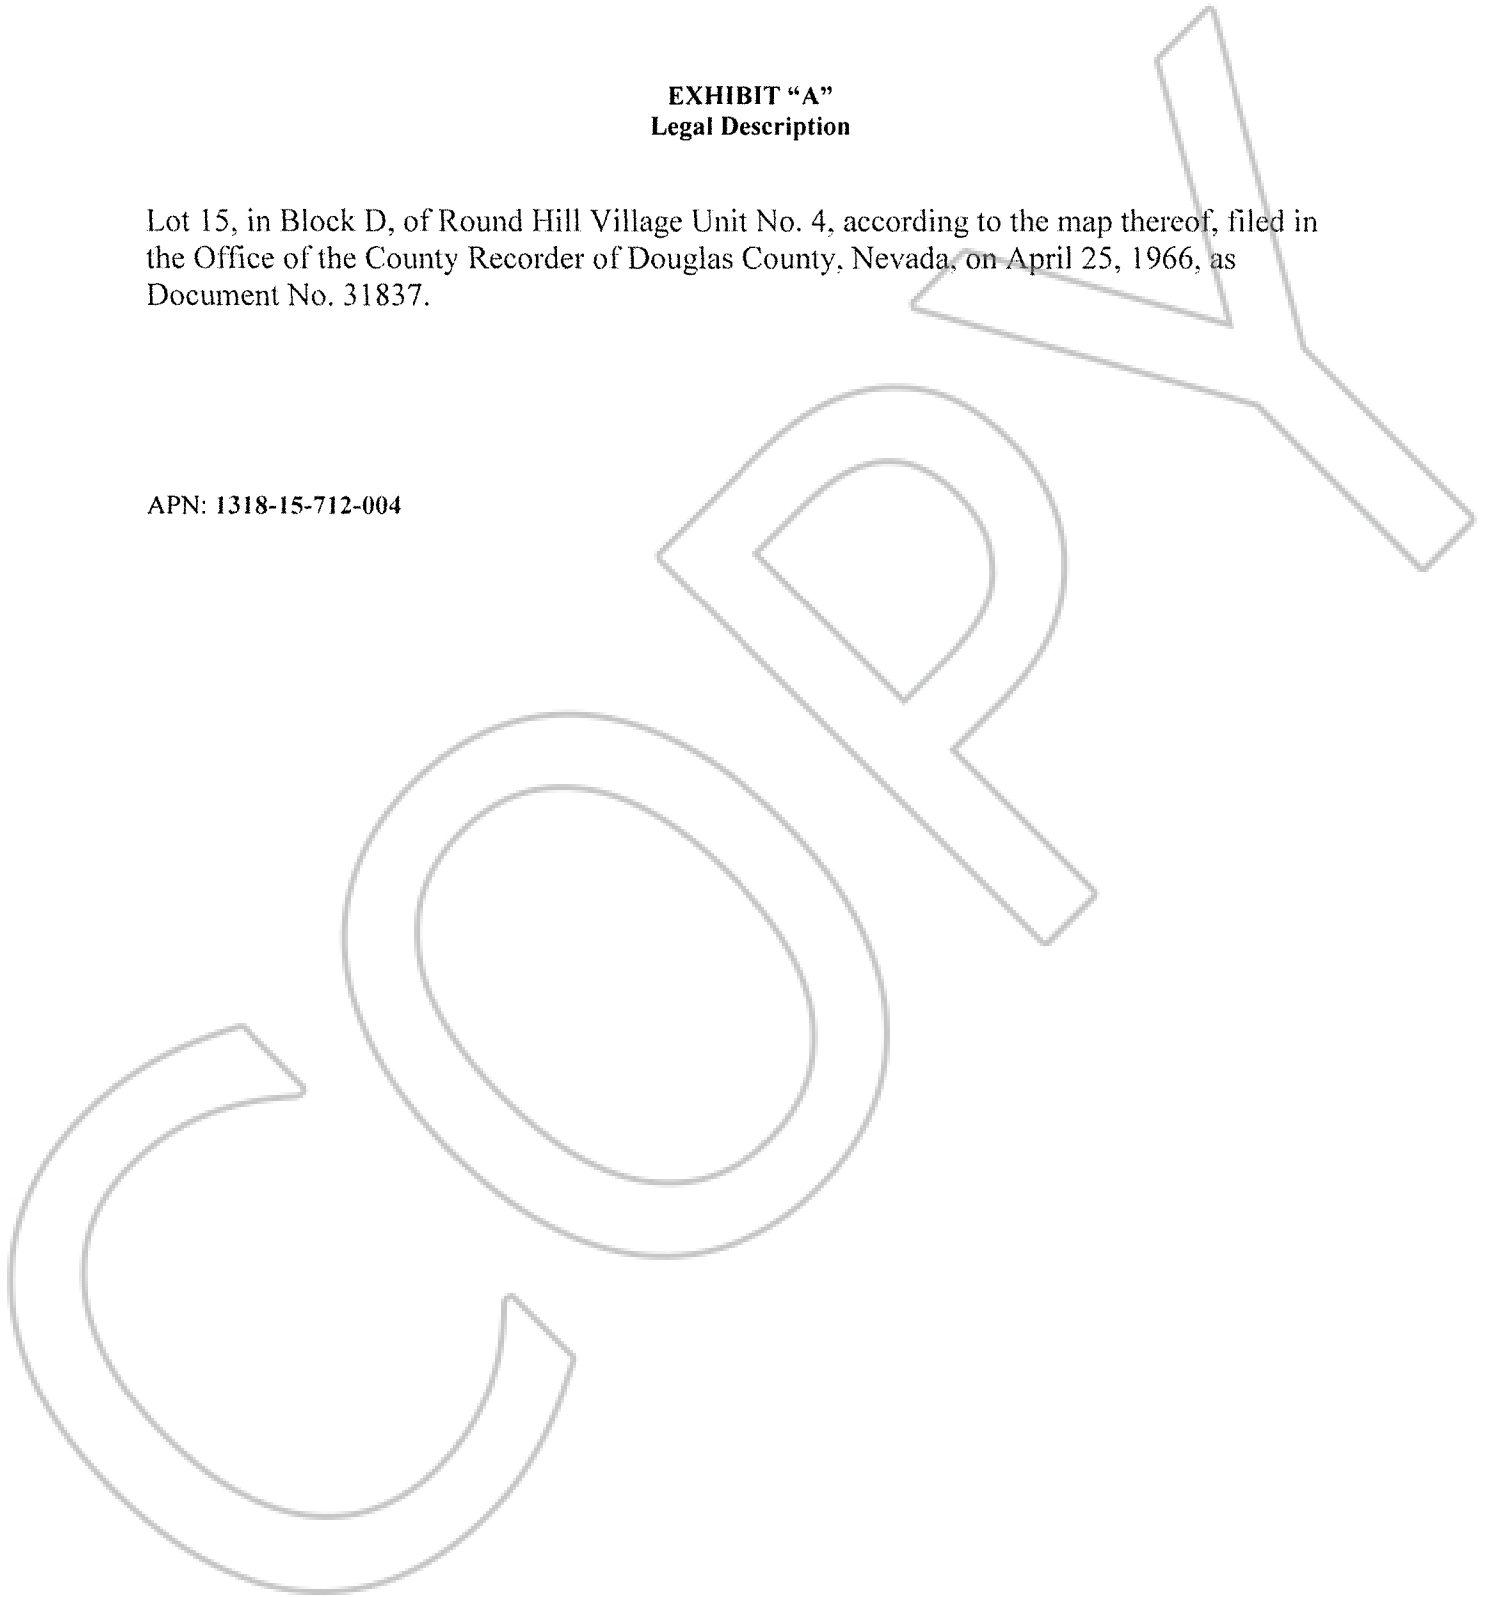 EXHIBIT “A”
Legal Description
Lot 15, in Block D, of Round Hill Village Unit No. 4, according to the map thereof, filed in
the Office of the County Recorder of Douglas County, Nevada, on April 25, 1966, as
Document No. 31837.
APN: 1318-15-712-004
COPY